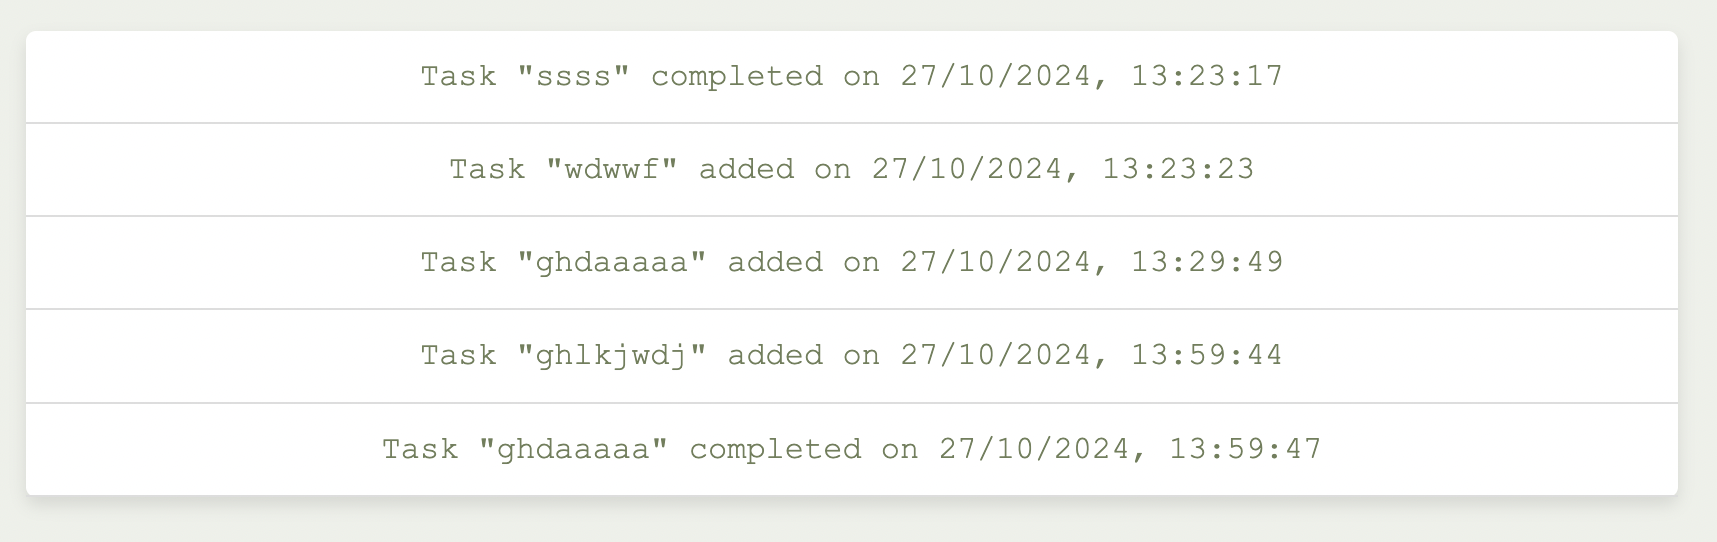 Task "ssss" completed on 27/10/2024, 13:23:17
Task "wdwwf" added on 27/10/2024, 13:23:23
Task "ghdaaaaa" added on 27/10/2024, 13:29:49
Task "ghlkjwdj" added on 27/10/2024, 13:59:44
Task "ghdaaaaa" completed on 27/10/2024, 13:59:47